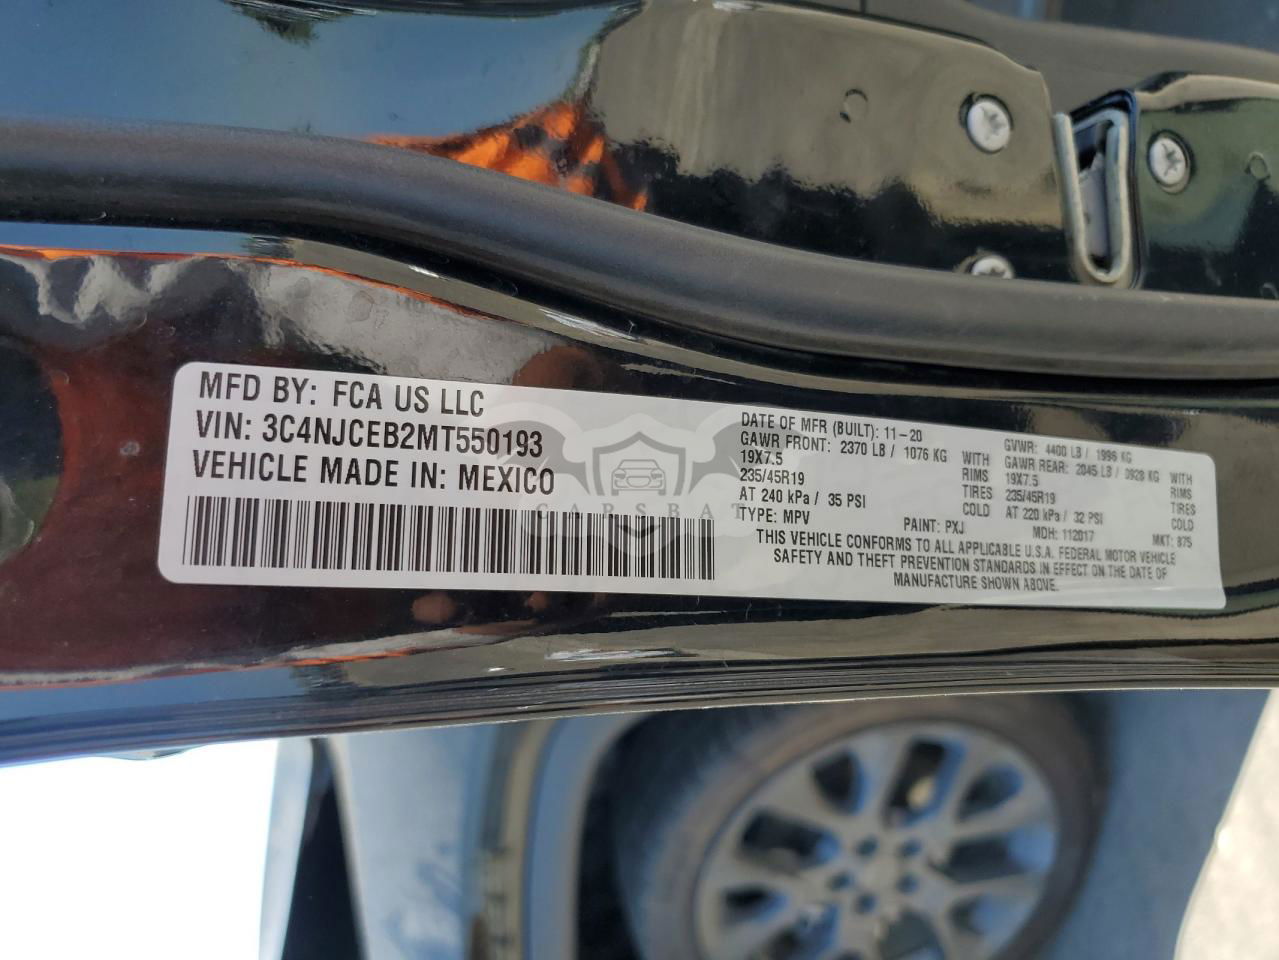 MFD BY: FCA US LLC
VIN: 3C4NJCEB2MT550193
VEHICLE MADE IN: MEXICO
DATE OF MFR (BUILT): 11-20
GAWR FRONT: 2370 LB / 1076 KG WITH
19X7.5 RIMS
235/45R19 TIRES
AT 240 kPa / 35 PSI COLD
TYPE: MPV
PAINT: PXJ
GVWR: 4400 LB / 1996 KG
GAWR REAR: 2045 LB / 3928 KG WITH
19X7.5 RIMS
235/45R19 TIRES
AT 220 kPa / 32 PSI COLD
MDH: 112017 MKT: 875
THIS VEHICLE CONFORMS TO ALL APPLICABLE U.S.A. FEDERAL MOTOR VEHICLE
SAFETY AND THEFT PREVENTION STANDARDS IN EFFECT ON THE DATE OF
MANUFACTURE SHOWN ABOVE.
CARSBAT